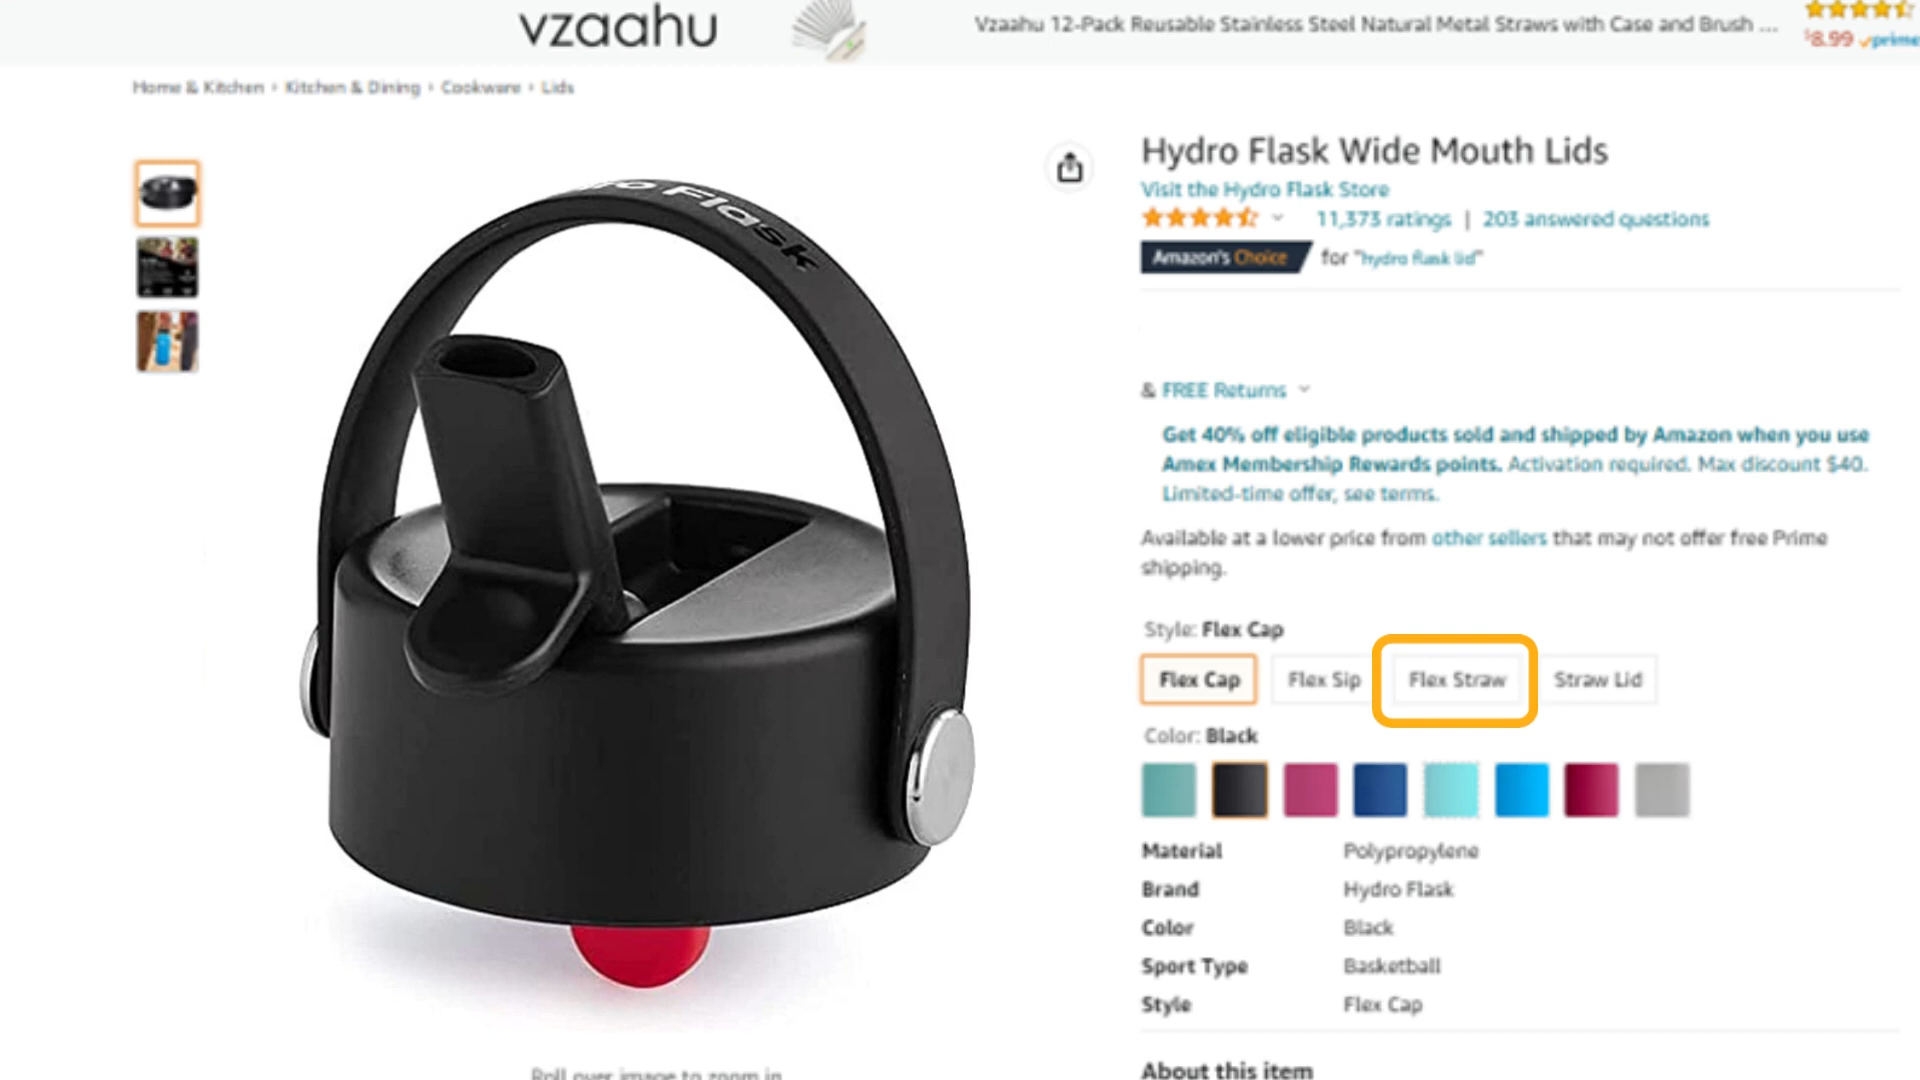 vzaahu
Vzaahu 12-Pack Reusable Stainless Steel Natural Metal Straws with Case and Brush ...
$8.99 prime
Home & Kitchen › Kitchen & Dining › Cookware › Lids
Flask
Hydro Flask Wide Mouth Lids
Visit the Hydro Flask Store
11,373 ratings | 203 answered questions
Amazon's Choice for "hydro flask lid"
& FREE Returns
Get 40% off eligible products sold and shipped by Amazon when you use
Amex Membership Rewards points. Activation required. Max discount $40.
Limited-time offer, see terms.
Available at a lower price from other sellers that may not offer free Prime
shipping.
Style: Flex Cap
Flex Cap Flex Sip Flex Straw Straw Lid
Color: Black
Material Polypropylene
Brand Hydro Flask
Color Black
Sport Type Basketball
Style Flex Cap
About this item
Roll over image to zoom in